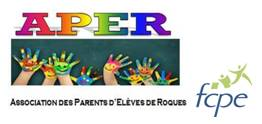 APER
ASSOCIATION DES PARENTS D'ELÈVES DE ROQUES
fcpe